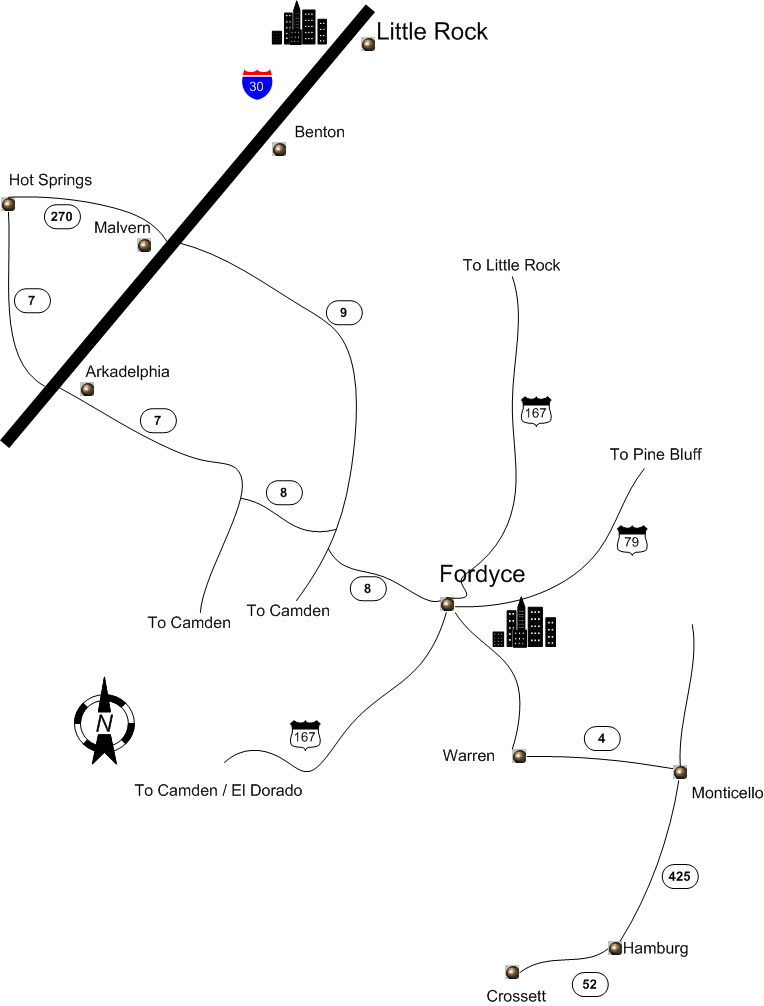 Little Rock
30
Benton
Hot Springs
270
Malvern
To Little Rock
7
9
Arkadelphia
167
7
To Pine Bluff
8
79
Fordyce
8
To Camden
To Camden
N
167
4
Warren
To Camden / El Dorado
Monticello
425
Hamburg
52
Crossett